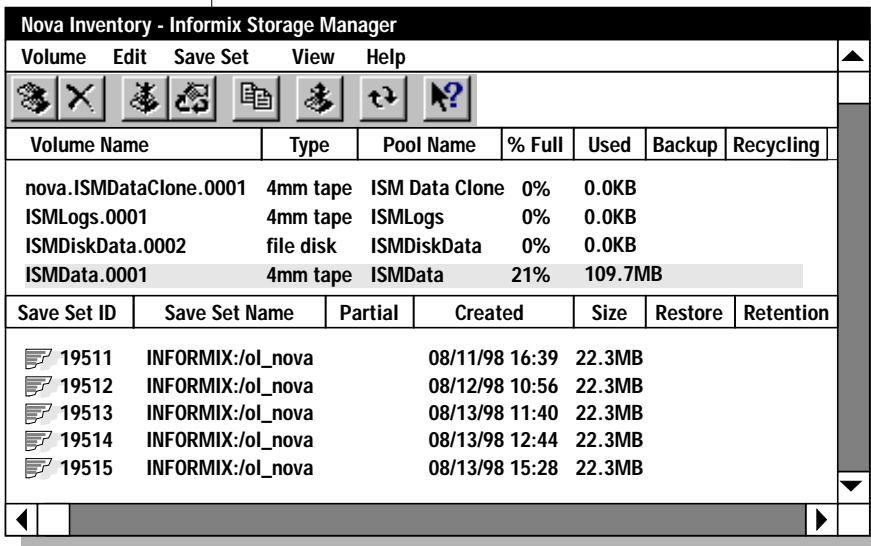 Nova Inventory - Informix Storage Manager
Volume Edit Save Set View Help
Volume Name Type Pool Name % Full Used Backup Recycling
nova.ISMDataClone.0001 4mm tape ISM Data Clone 0% 0.0KB
ISMLogs.0001 4mm tape ISMLogs 0% 0.0KB
ISMDiskData.0002 file disk ISMDiskData 0% 0.0KB
ISMData.0001 4mm tape ISMData 21% 109.7MB
Save Set ID Save Set Name Partial Created Size Restore Retention
19511 INFORMIX:/ol_nova 08/11/98 16:39 22.3MB
19512 INFORMIX:/ol_nova 08/12/98 10:56 22.3MB
19513 INFORMIX:/ol_nova 08/13/98 11:40 22.3MB
19514 INFORMIX:/ol_nova 08/13/98 12:44 22.3MB
19515 INFORMIX:/ol_nova 08/13/98 15:28 22.3MB